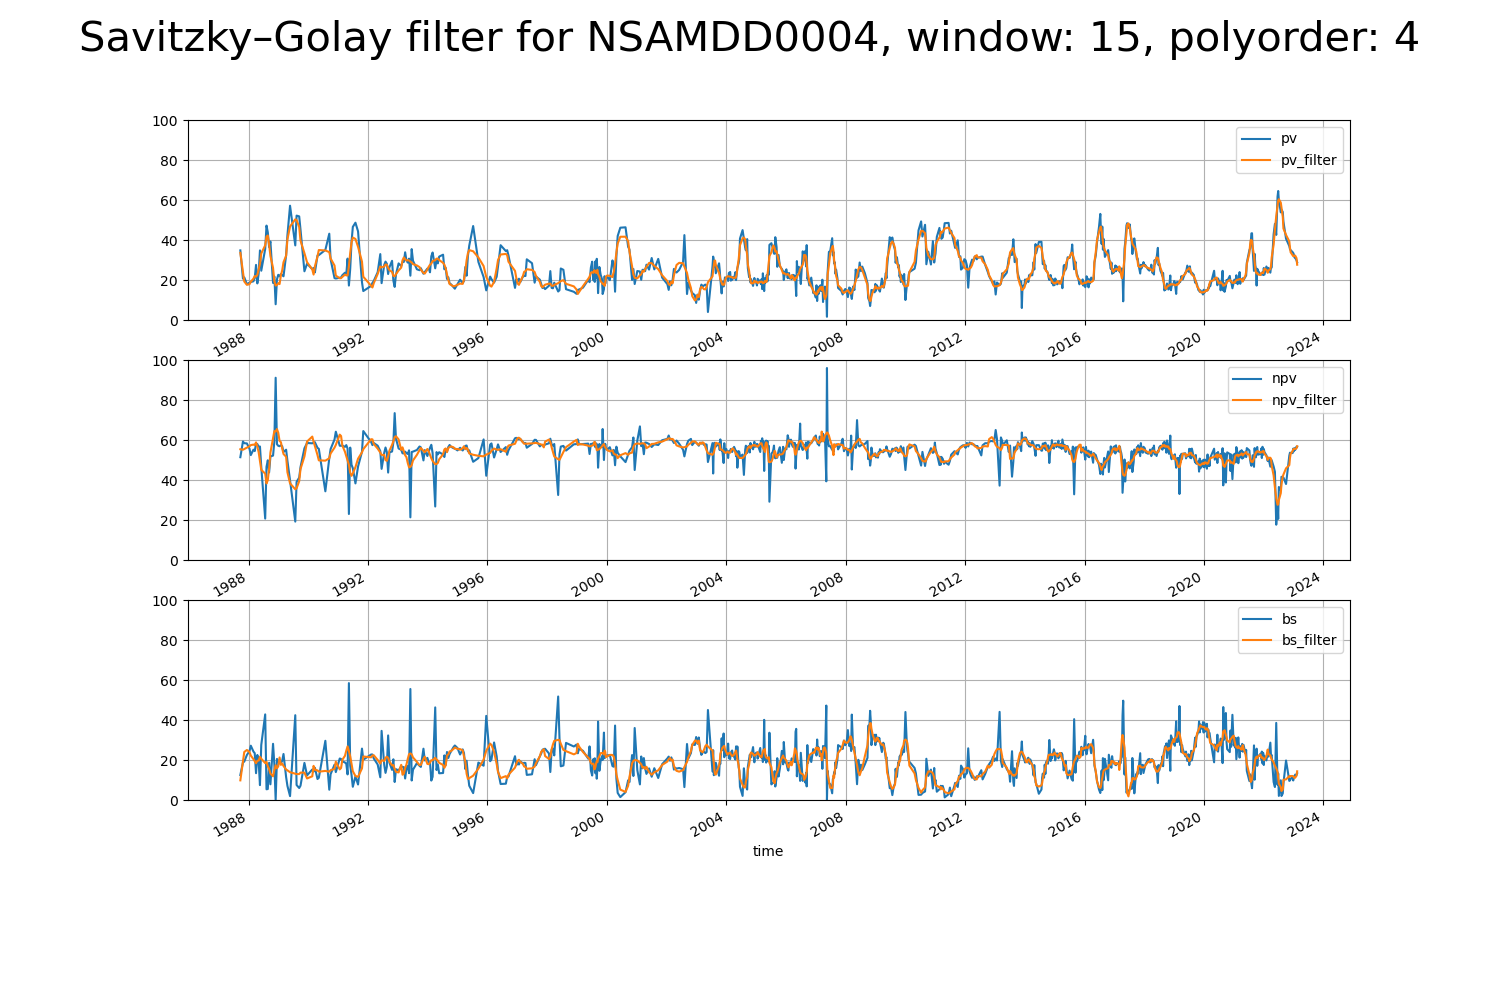 Savitzky–Golay filter for NSAMDD0004, window: 15, polyorder: 4
100
80
60
40
20
0
pv
pv_filter
1988 1992 1996 2000 2004 2008 2012 2016 2020 2024
100
80
60
40
20
0
npv
npv_filter
1988 1992 1996 2000 2004 2008 2012 2016 2020 2024
100
80
60
40
20
0
bs
bs_filter
1988 1992 1996 2000 2004 2008 2012 2016 2020 2024
time